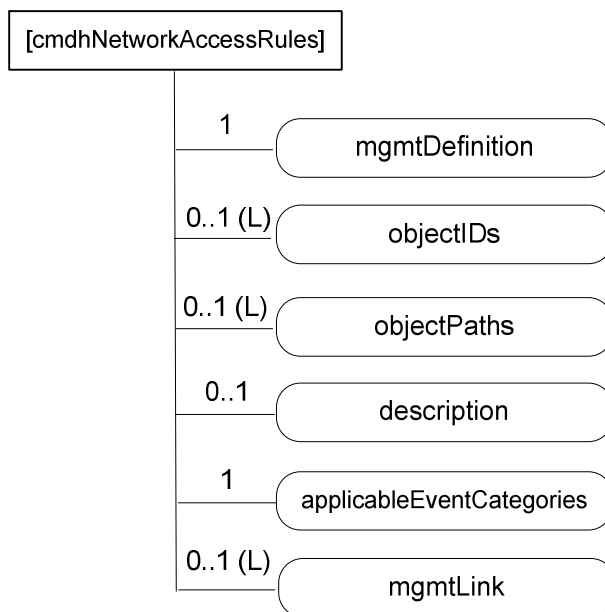 [cmdhNetworkAccessRules]
1
mgmtDefinition
0..1 (L)
objectIDs
0..1 (L)
objectPaths
0..1
description
1
applicableEventCategories
0..1 (L)
mgmtLink